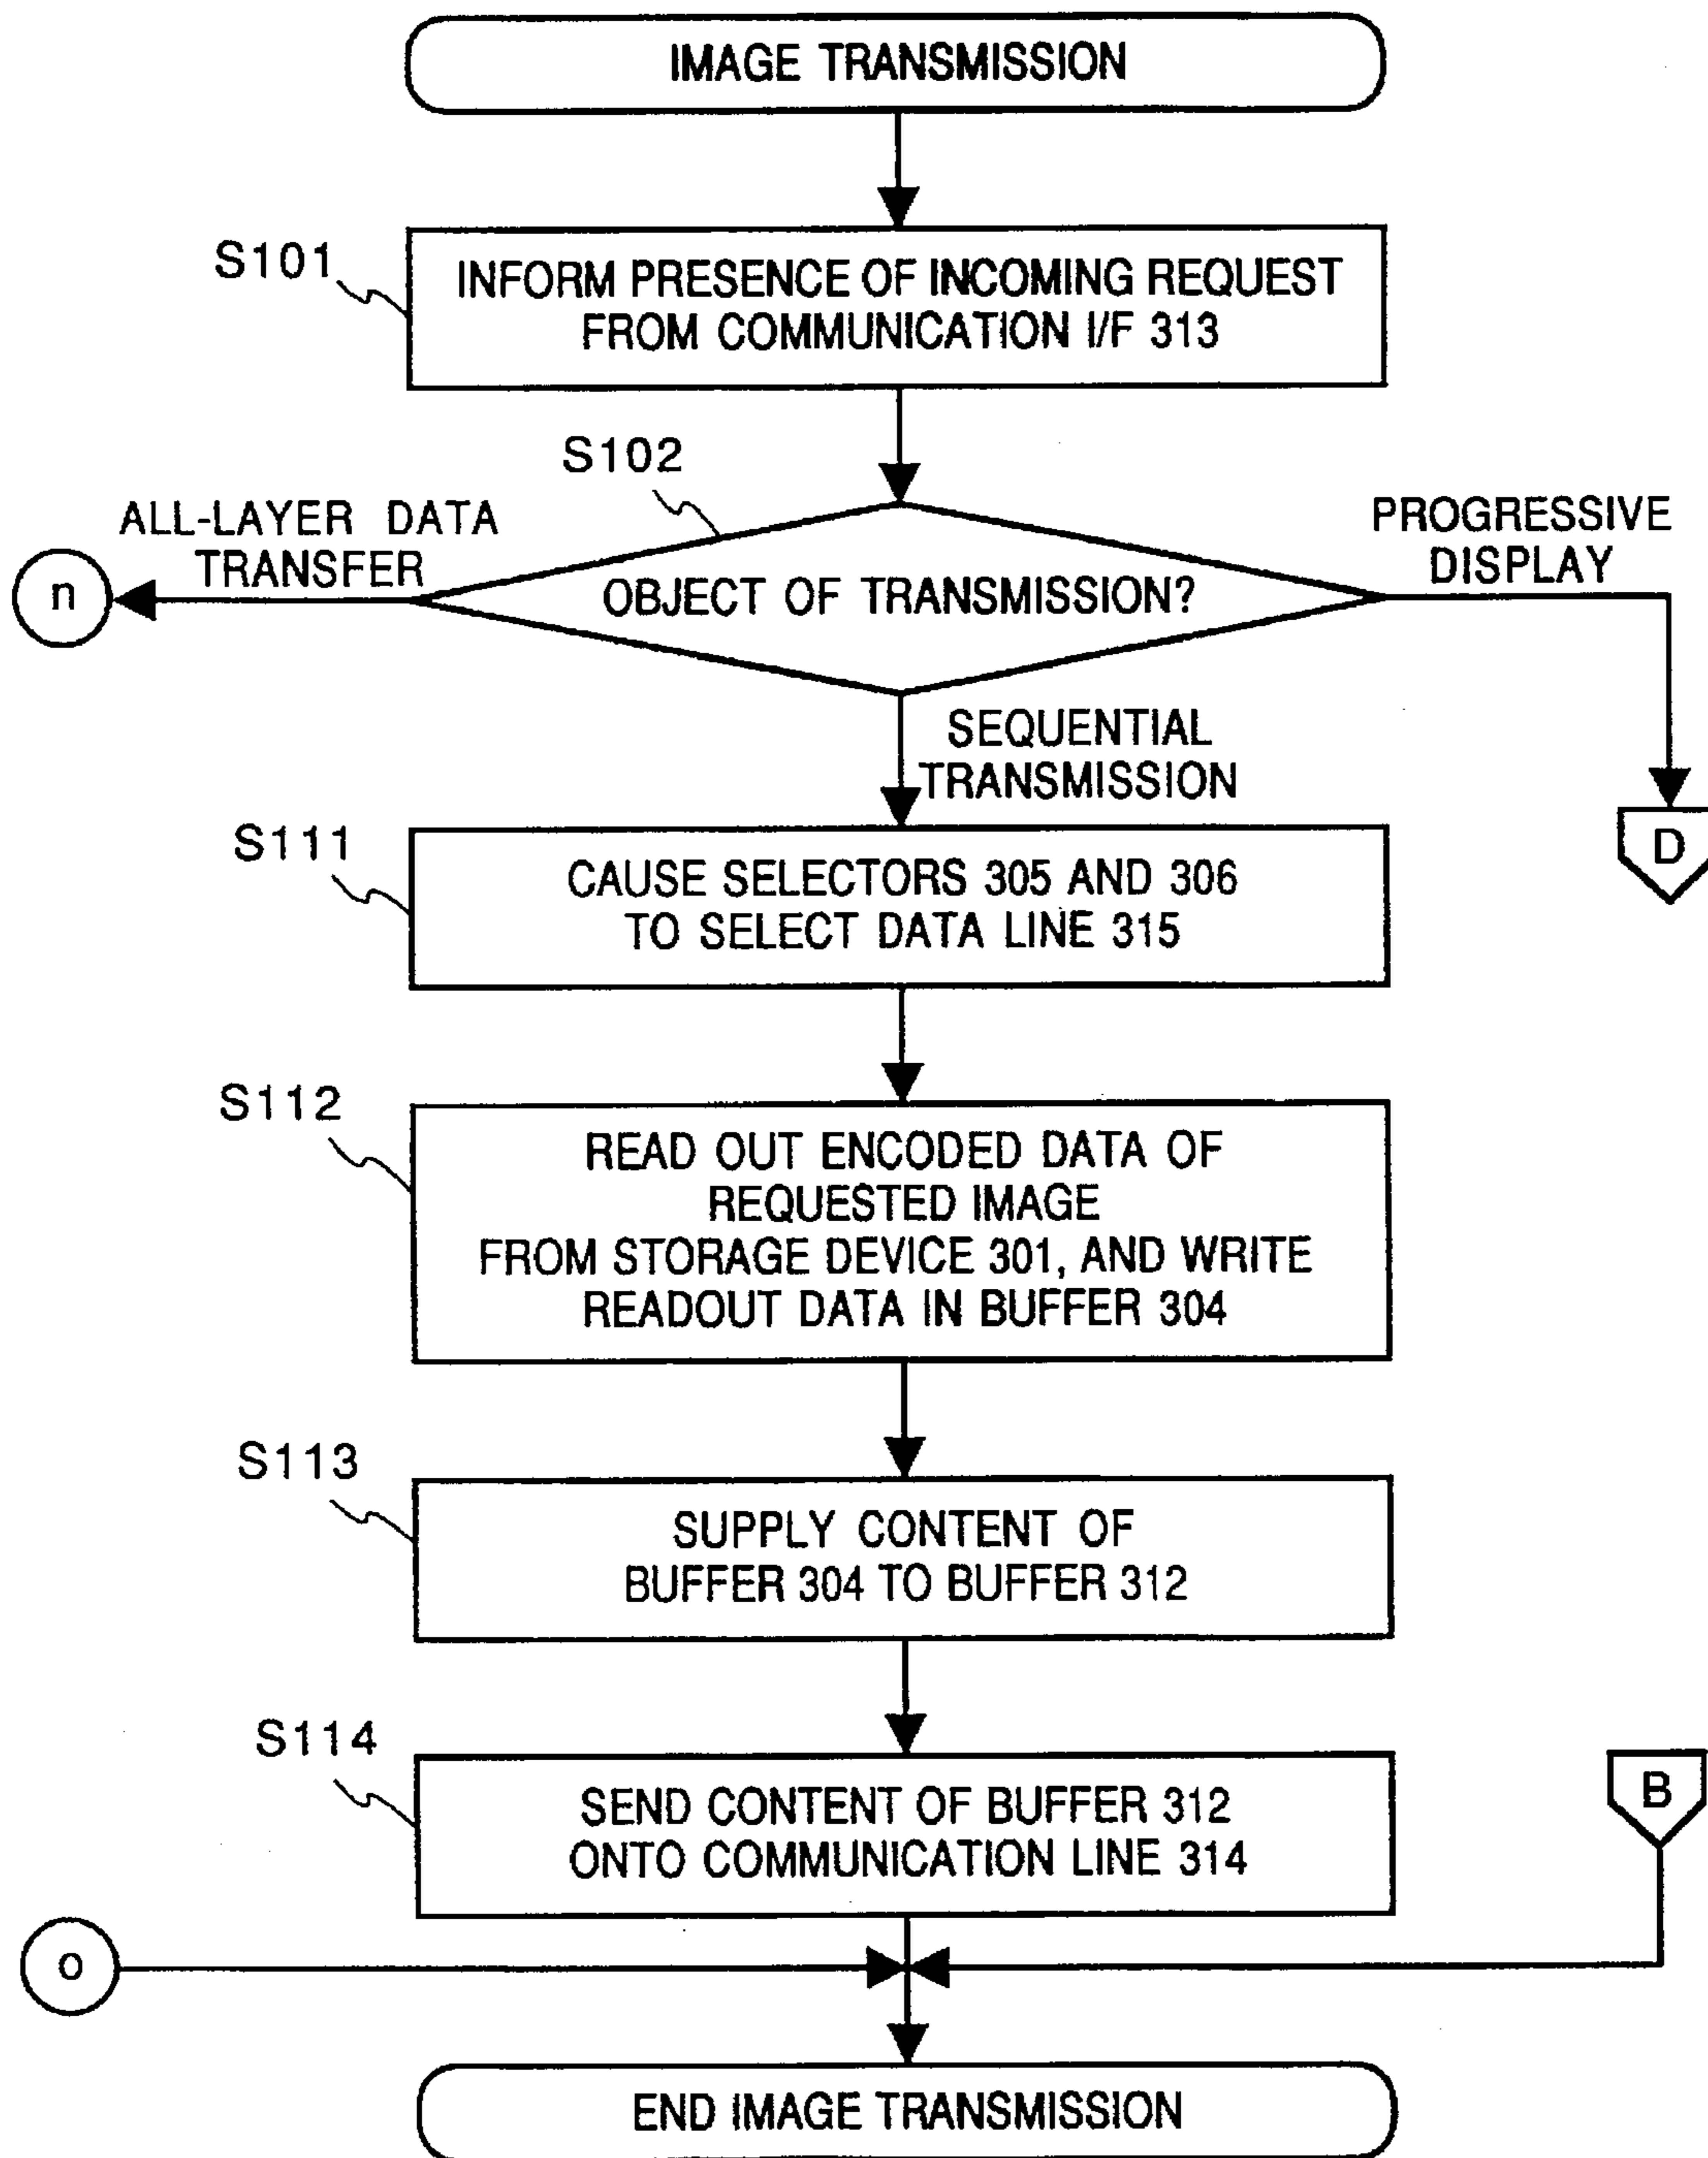 IMAGE TRANSMISSION
S101
INFORM PRESENCE OF INCOMING REQUEST
FROM COMMUNICATION I/F 313
S102
ALL-LAYER DATA
TRANSFER
n
OBJECT OF TRANSMISSION?
PROGRESSIVE
DISPLAY
D
SEQUENTIAL
TRANSMISSION
S111
CAUSE SELECTORS 305 AND 306
TO SELECT DATA LINE 315
S112
READ OUT ENCODED DATA OF
REQUESTED IMAGE
FROM STORAGE DEVICE 301, AND WRITE
READOUT DATA IN BUFFER 304
S113
SUPPLY CONTENT OF
BUFFER 304 TO BUFFER 312
S114
SEND CONTENT OF BUFFER 312
ONTO COMMUNICATION LINE 314
B
o
END IMAGE TRANSMISSION